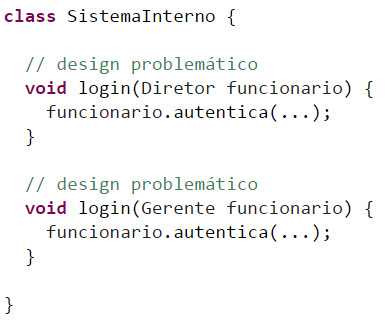 class SistemaInterno {
// design problemático
void login(Diretor funcionario) {
funcionario.autentica(...);
}
// design problemático
void login(Gerente funcionario) {
funcionario.autentica(...);
}
}